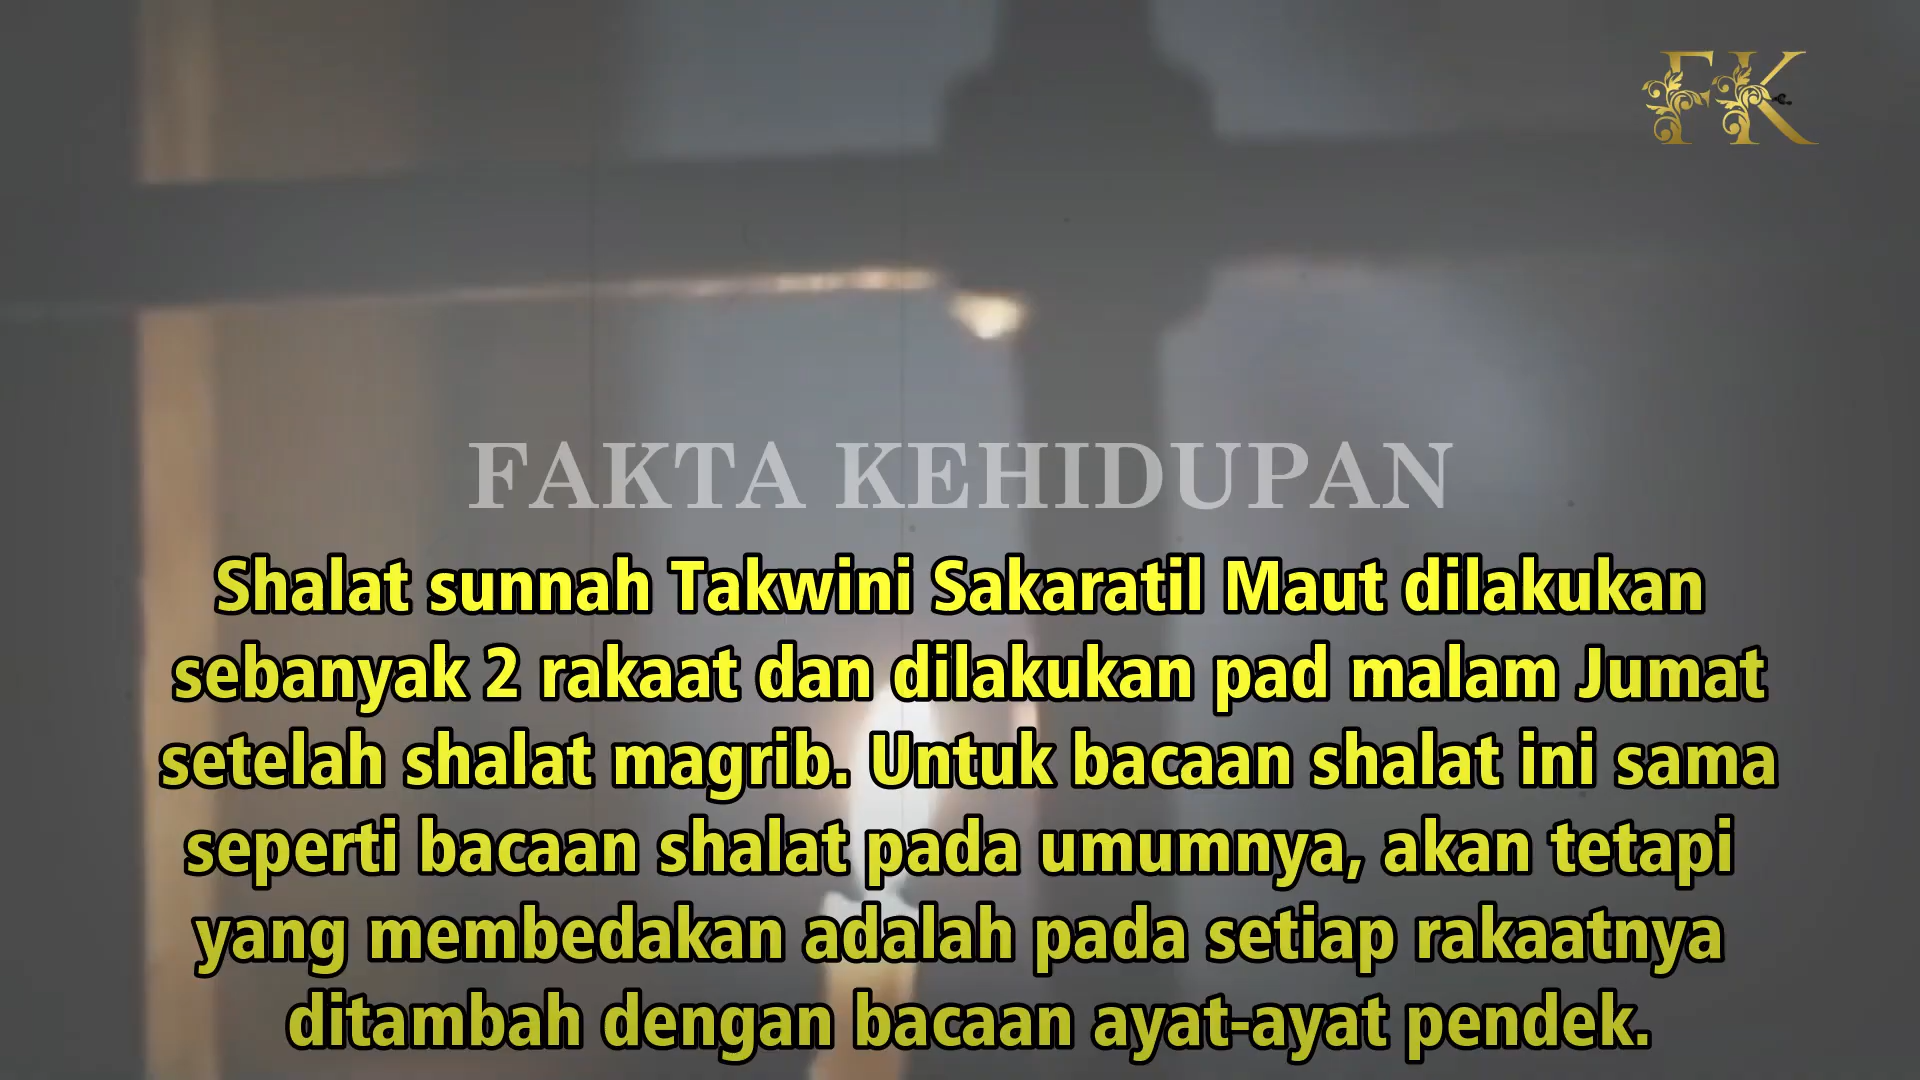 FK
FAKTA KEHIDUPAN
Shalat sunnah Takwini Sakaratil Maut dilakukan
sebanyak 2 rakaat dan dilakukan pad malam Jumat
setelah shalat magrib. Untuk bacaan shalat ini sama
seperti bacaan shalat pada umumnya, akan tetapi
yang membedakan adalah pada setiap rakaatnya
ditambah dengan bacaan ayat-ayat pendek.